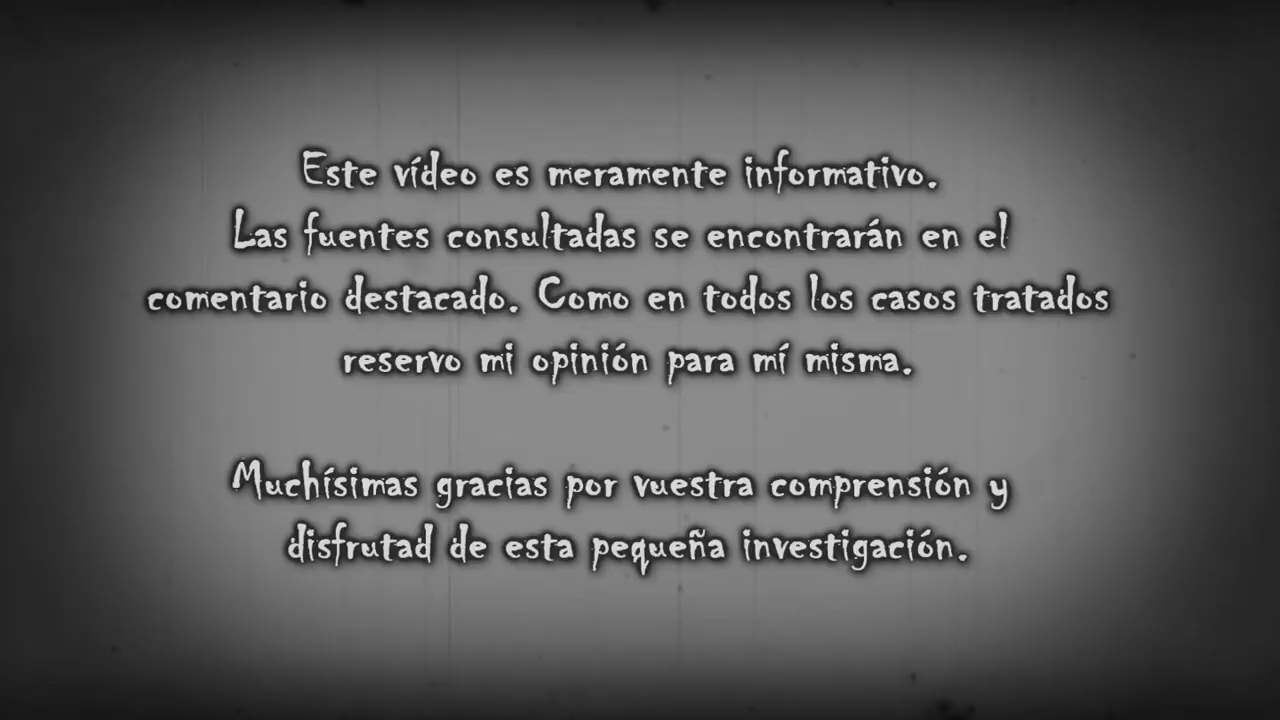 Este vídeo es meramente informativo.
Las fuentes consultadas se encontrarán en el
comentario destacado. Como en todos los casos tratados
reservo mi opinión para mí misma.
Muchísimas gracias por vuestra comprensión y
disfrutad de esta pequeña investigación.